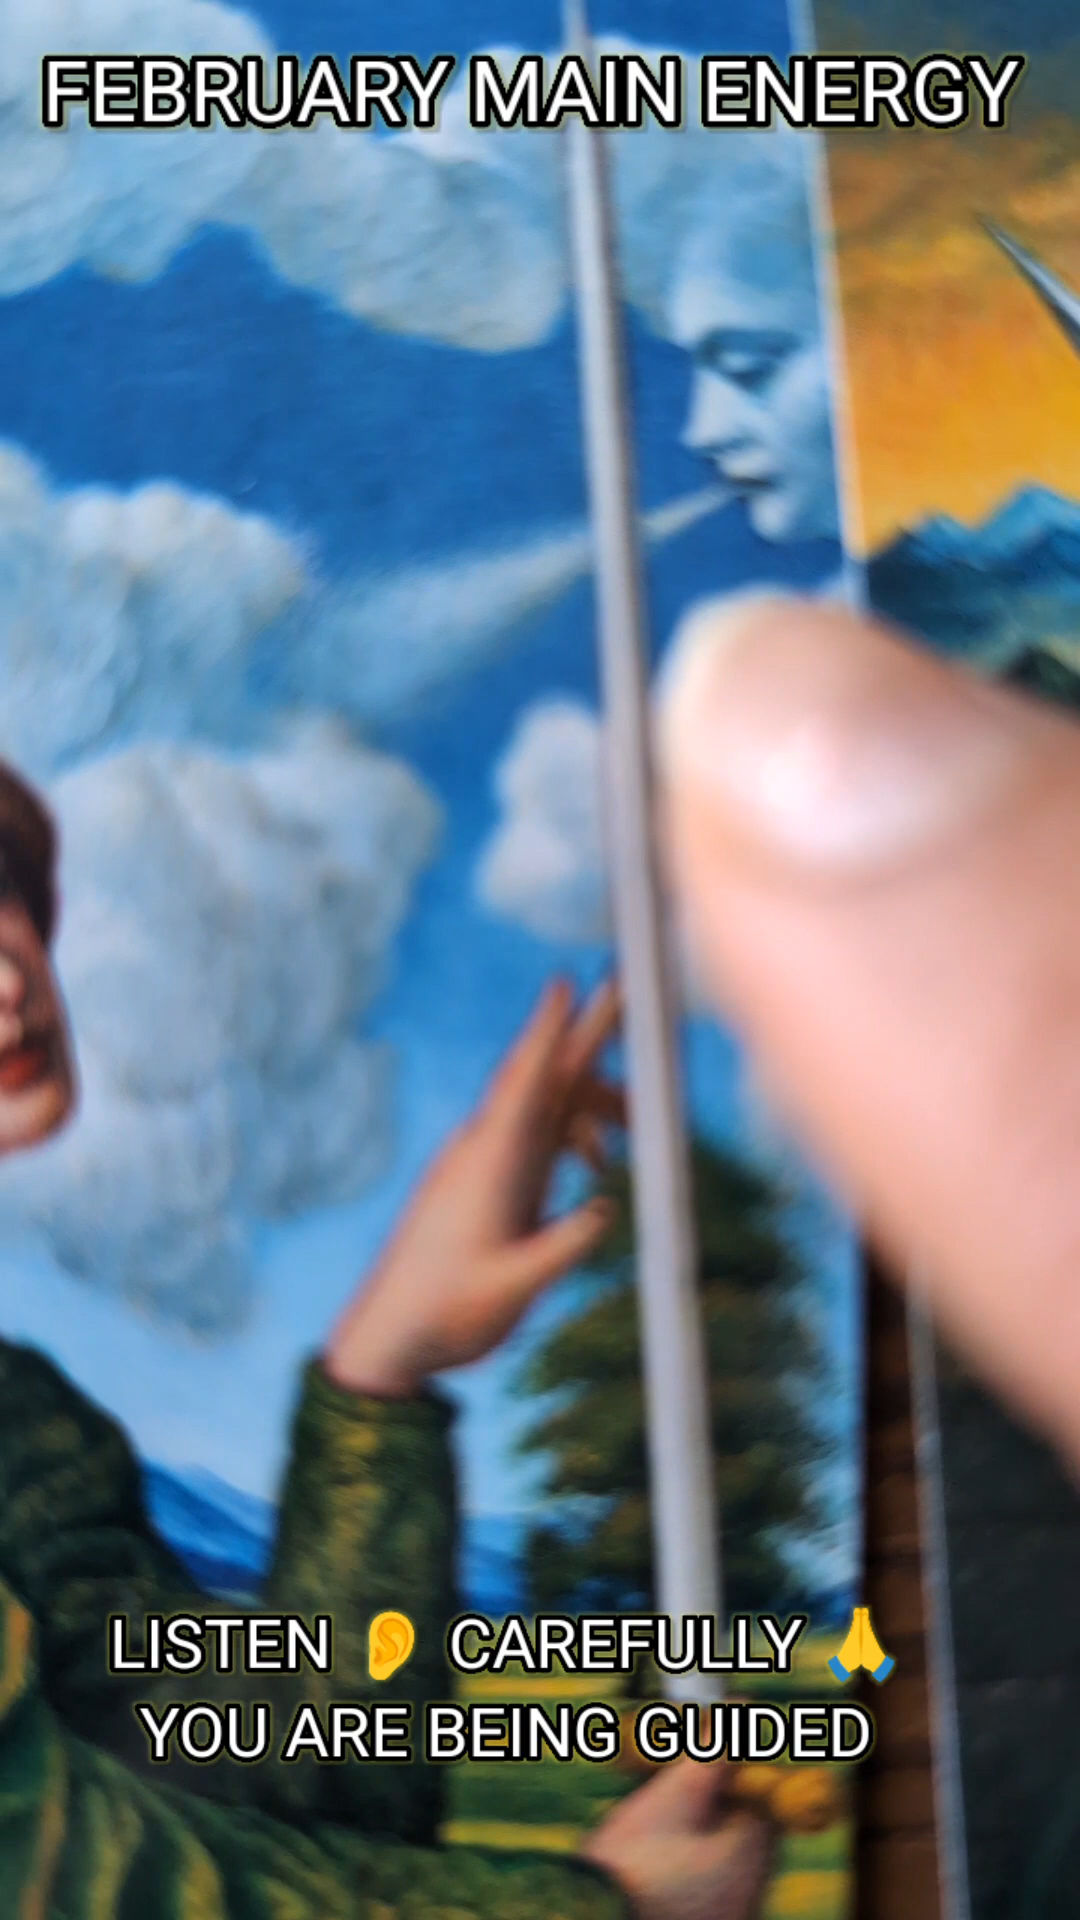 FEBRUARY MAIN ENERGY
LISTEN 👂 CAREFULLY 🙏
YOU ARE BEING GUIDED